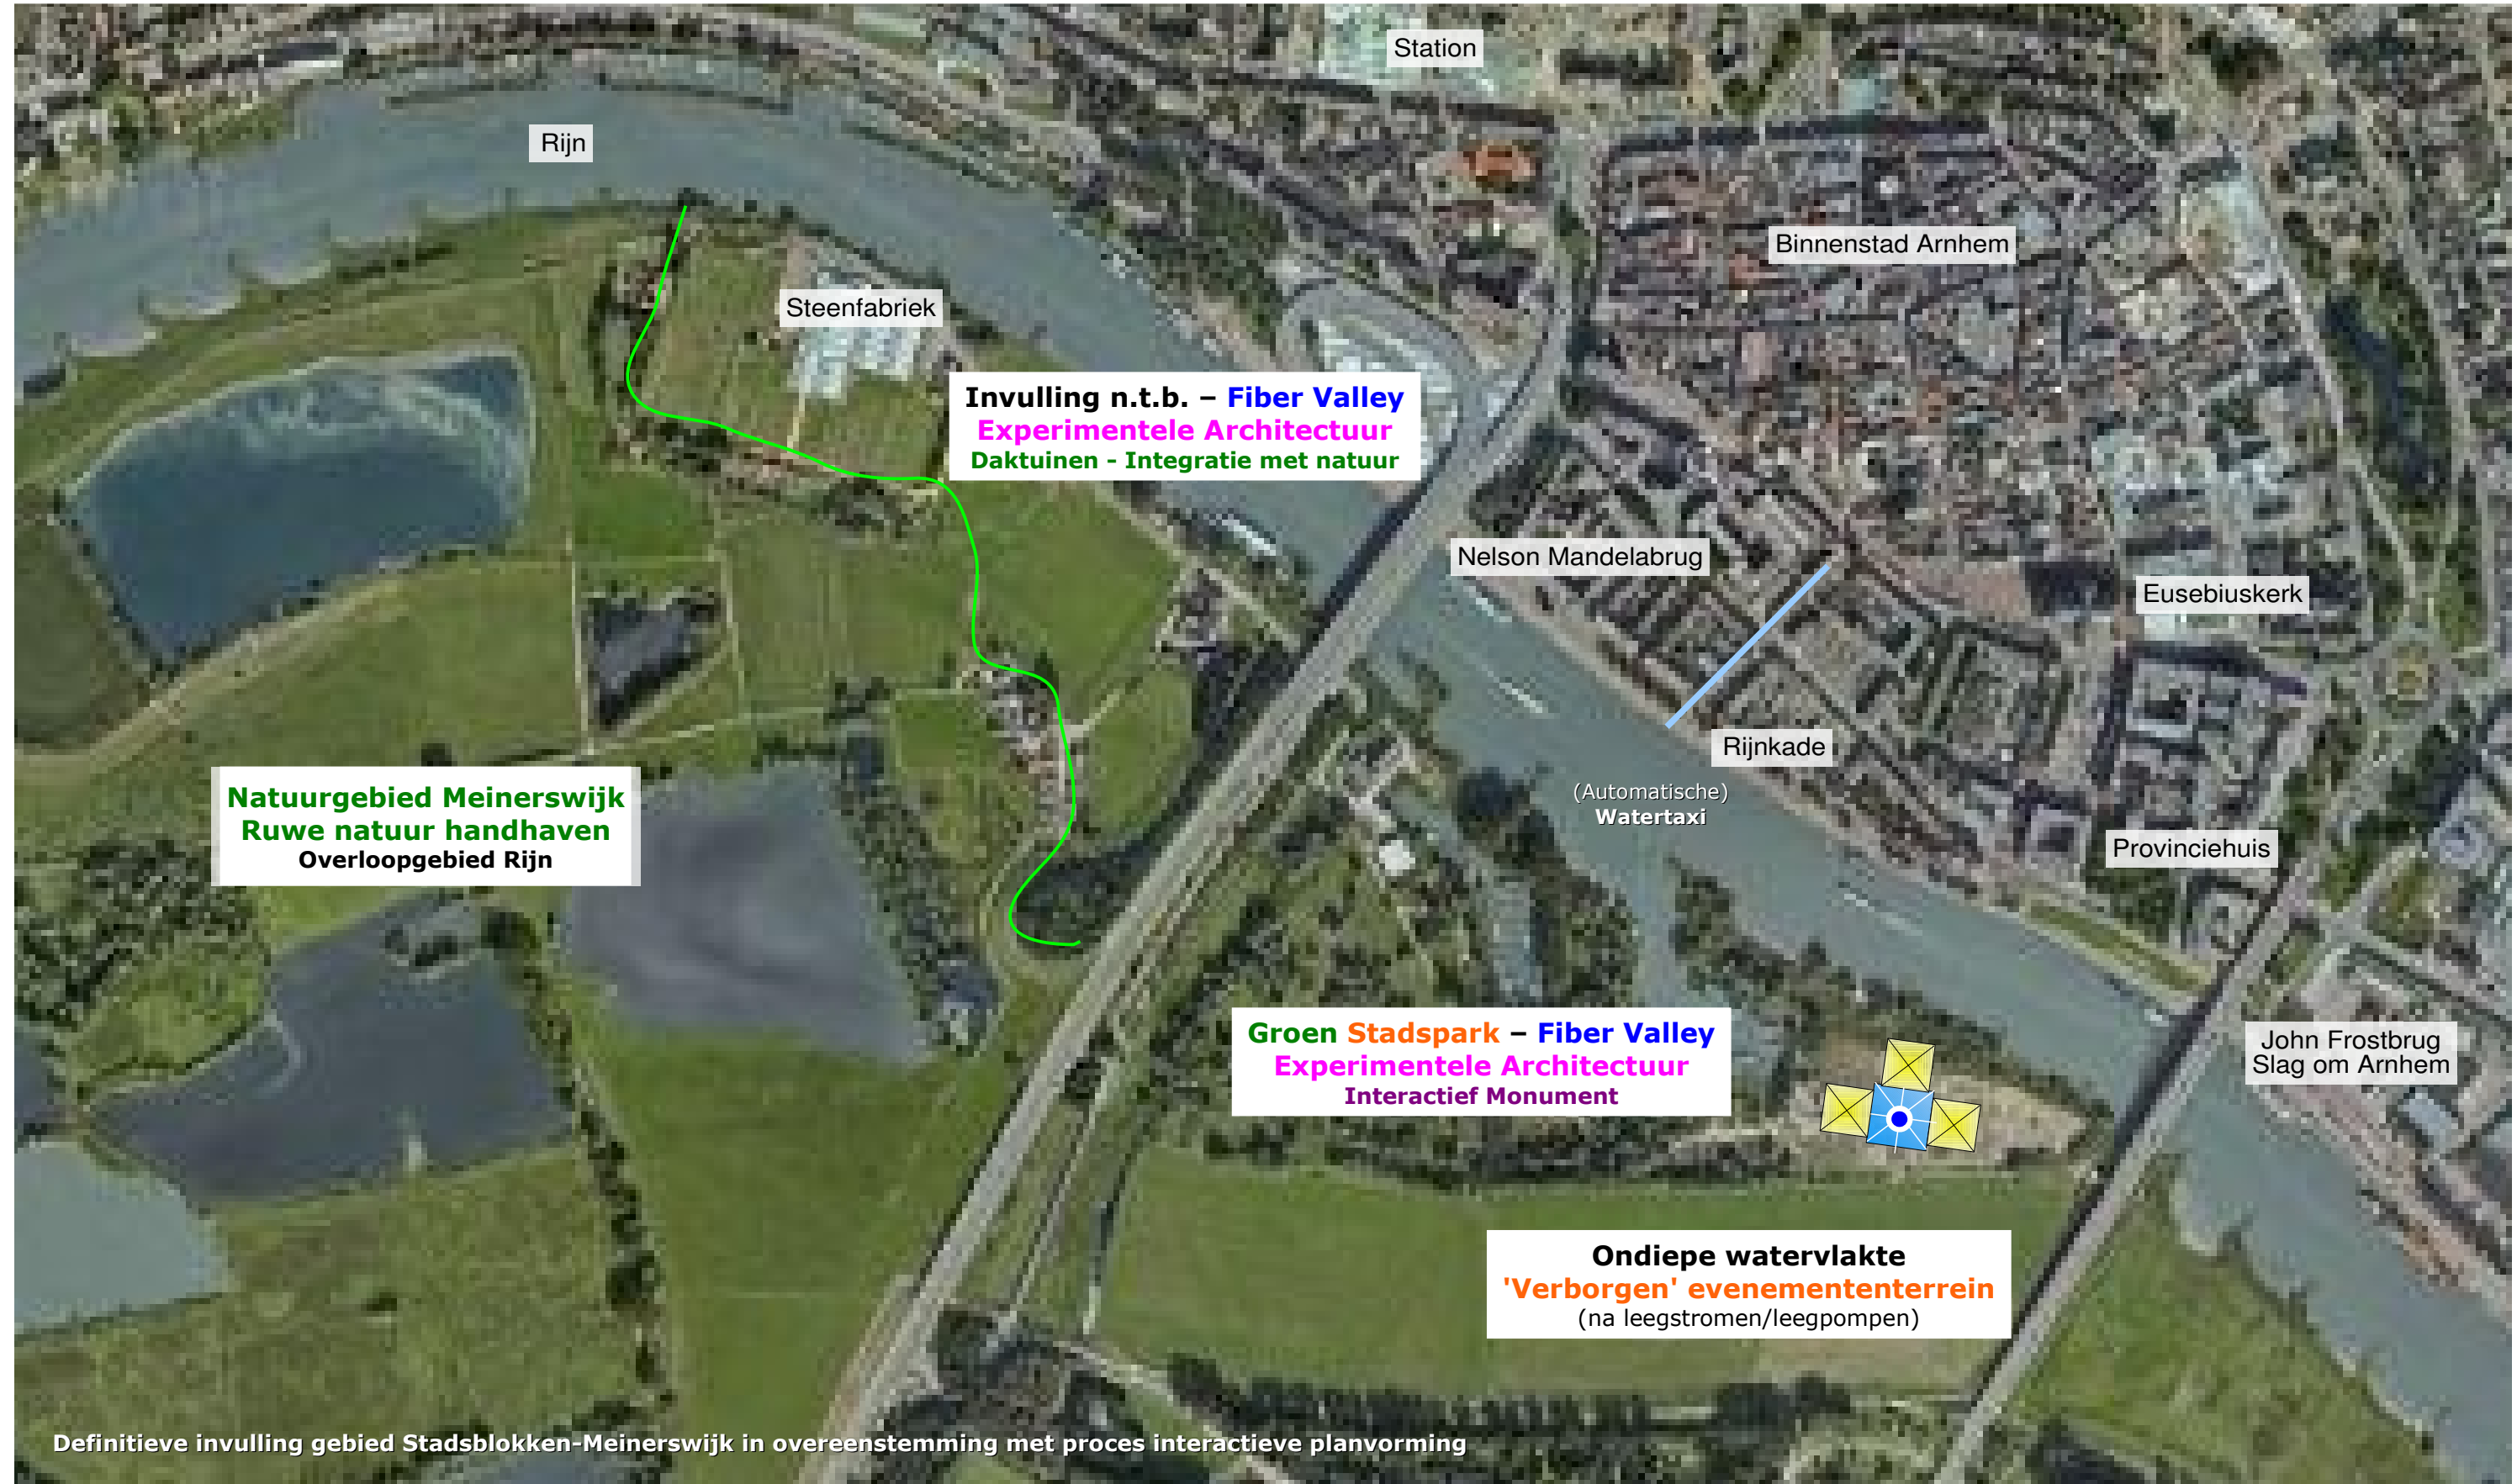 Station
Rijn
Binnenstad Arnhem
Steenfabriek
Invulling n.t.b. – Fiber Valley
Experimentele Architectuur
Daktuinen - Integratie met natuur
Nelson Mandelabrug
Eusebiuskerk
Rijnkade
(Automatische)
Watertaxi
Natuurgebied Meinerswijk
Ruwe natuur handhaven
Overloopgebied Rijn
Provinciehuis
Groen Stadspark – Fiber Valley
Experimentele Architectuur
Interactief Monument
John Frostbrug
Slag om Arnhem
Ondiepe watervlakte
'Verborgen' evenemententerrein
(na leegstromen/leegpompen)
Definitieve invulling gebied Stadsblokken-Meinerswijk in overeenstemming met proces interactieve planvorming